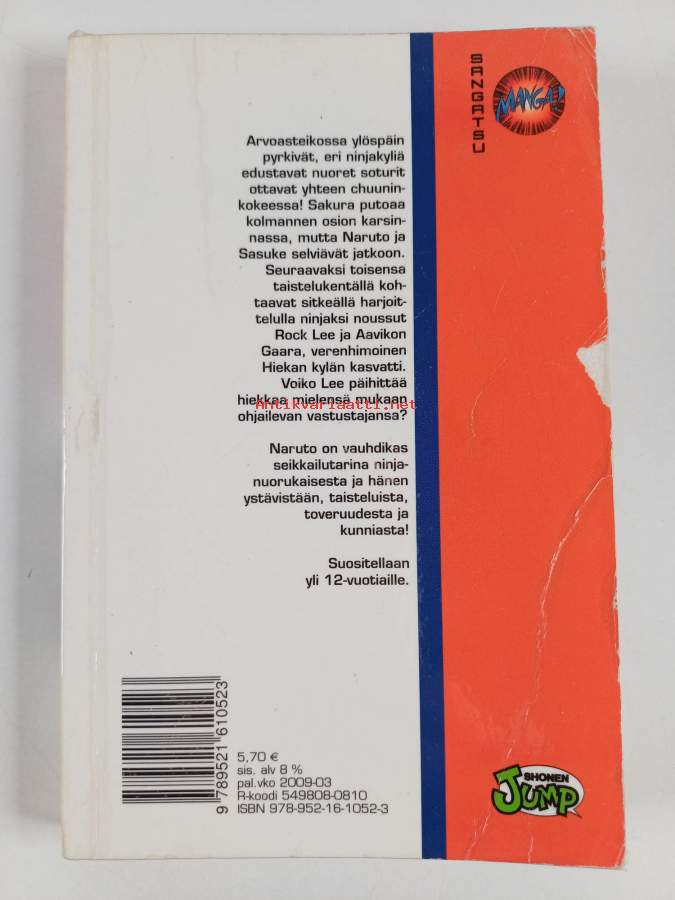 SANGATSU
MANGA!
Arvoasteikossa ylöspäin
pyrkivät, eri ninjakyliä
edustavat nuoret soturit
ottavat yhteen chuunin-
kokeessa! Sakura putoaa
kolmannen osion karsin-
nassa, mutta Naruto ja
Sasuke selviävät jatkoon.
Seuraavaksi toisensa
taistelukentällä koh-
taavat sitkeällä harjoit-
telulla ninjaksi noussut
Rock Lee ja Aavikon
Gaara, verenhimoinen
Hiekan kylän kasvatti.
Voiko Lee päihittää
hiekkaa mielensä mukaan
Antikvariaatti.net
ohjailevan vastustajansa?
Naruto on vauhdikas
seikkailutarina ninja-
nuorukaisesta ja hänen
ystävistään, taisteluista,
toveruudesta ja
kunniasta!
Suositellaan
yli 12-vuotiaille.
9 789521 610523
5,70 €
sis. alv 8 %
pal.vko 2009-03
R-koodi 549808-0810
ISBN 978-952-16-1052-3
SHONEN
JUMP